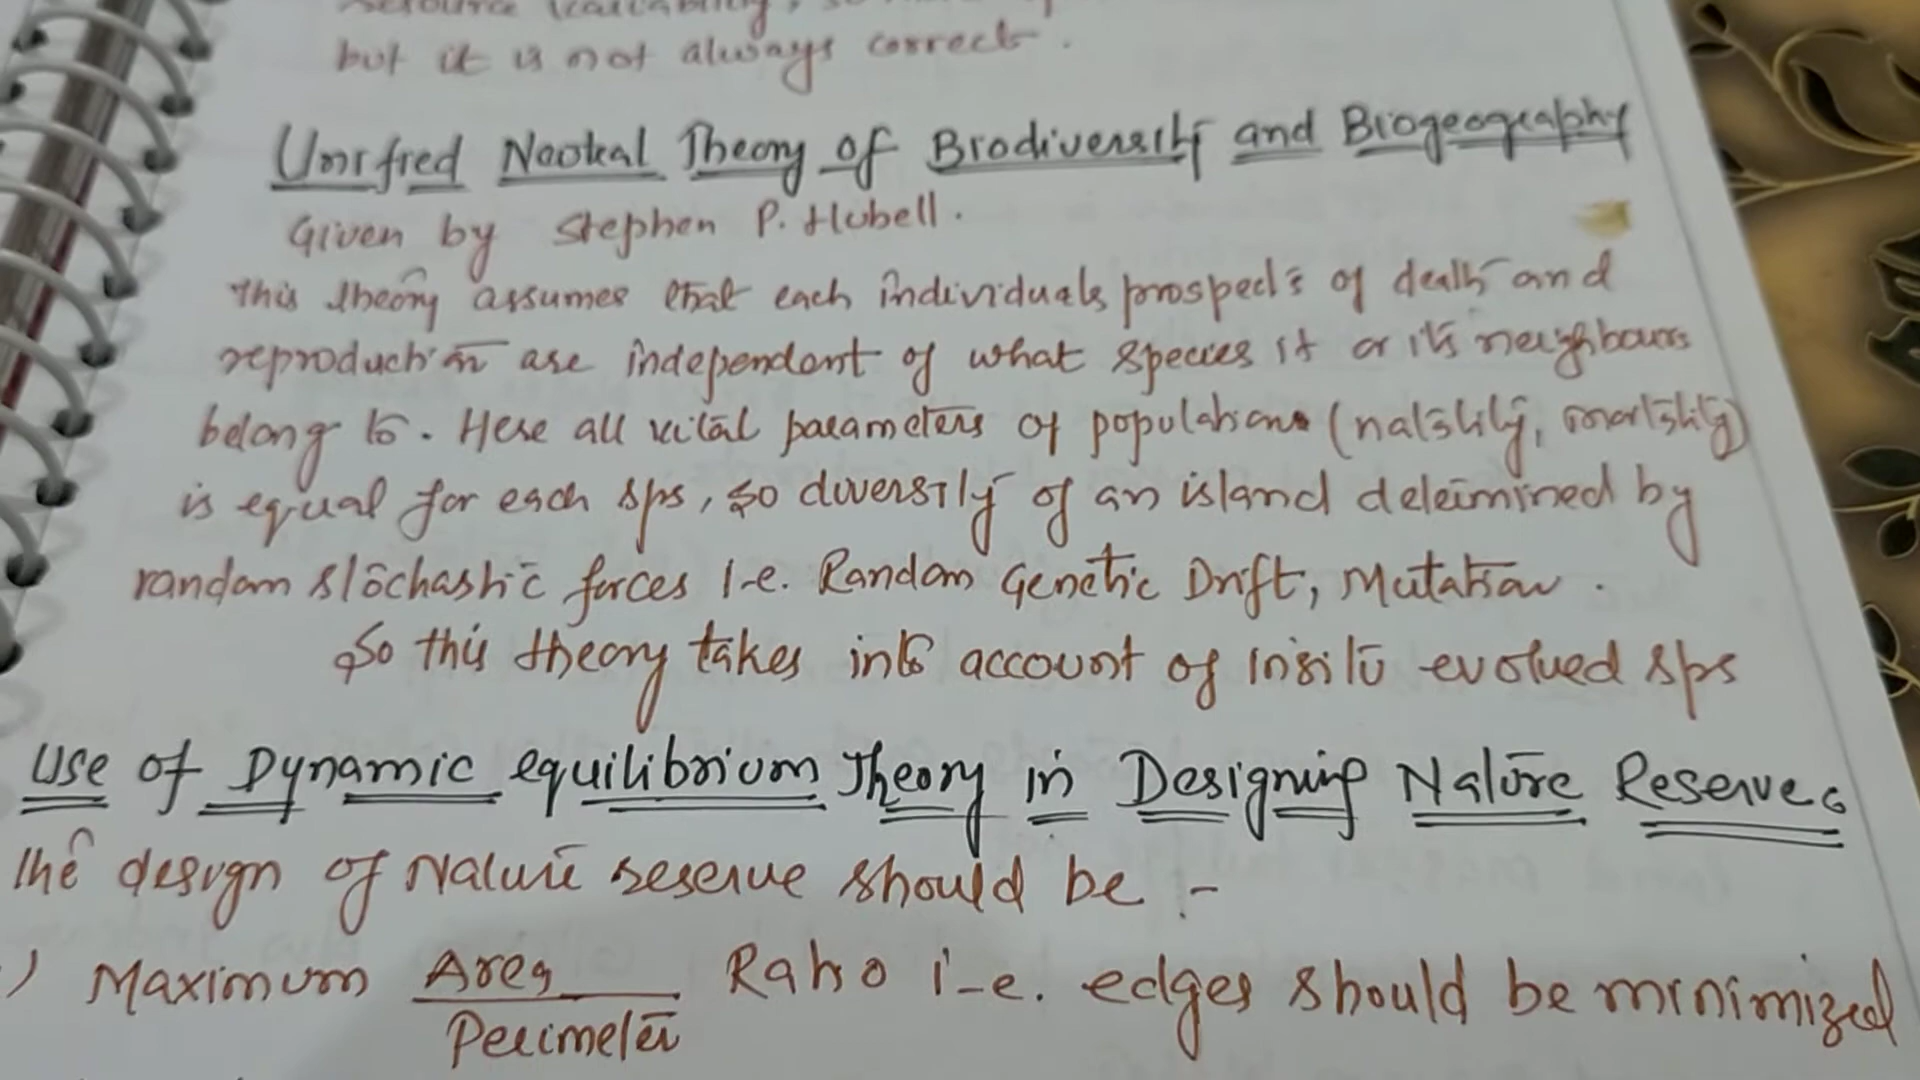 but it is not always correct.
Unified Neutral Theory of Biodiversity and Biogeography
Given by Stephen P. Hubell.
This theory assumes that each individuals prospects of death and
reproduction are independent of what species it or it's neighbours
belong to. Here all vital parameters of populations (natality, mortality)
is equal for each sps, so diversity of an island determined by
random stochastic forces i-e. Random Genetic Drift, Mutation.
So this theory takes into account of insitu evolved sps
Use of Dynamic equilibrium Theory in Designing Nature Reserves
The design of Nature reserve should be :-
) Maximum Area/Perimeter Ratio i-e. edges should be minimized